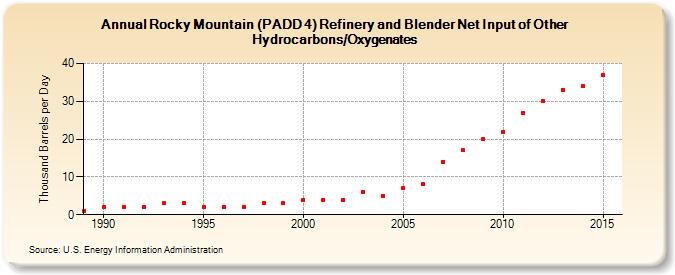 Annual Rocky Mountain (PADD 4) Refinery and Blender Net Input of Other
Hydrocarbons/Oxygenates
Thousand Barrels per Day
40
30
20
10
0
1990 1995 2000 2005 2010 2015
Source: U.S. Energy Information Administration